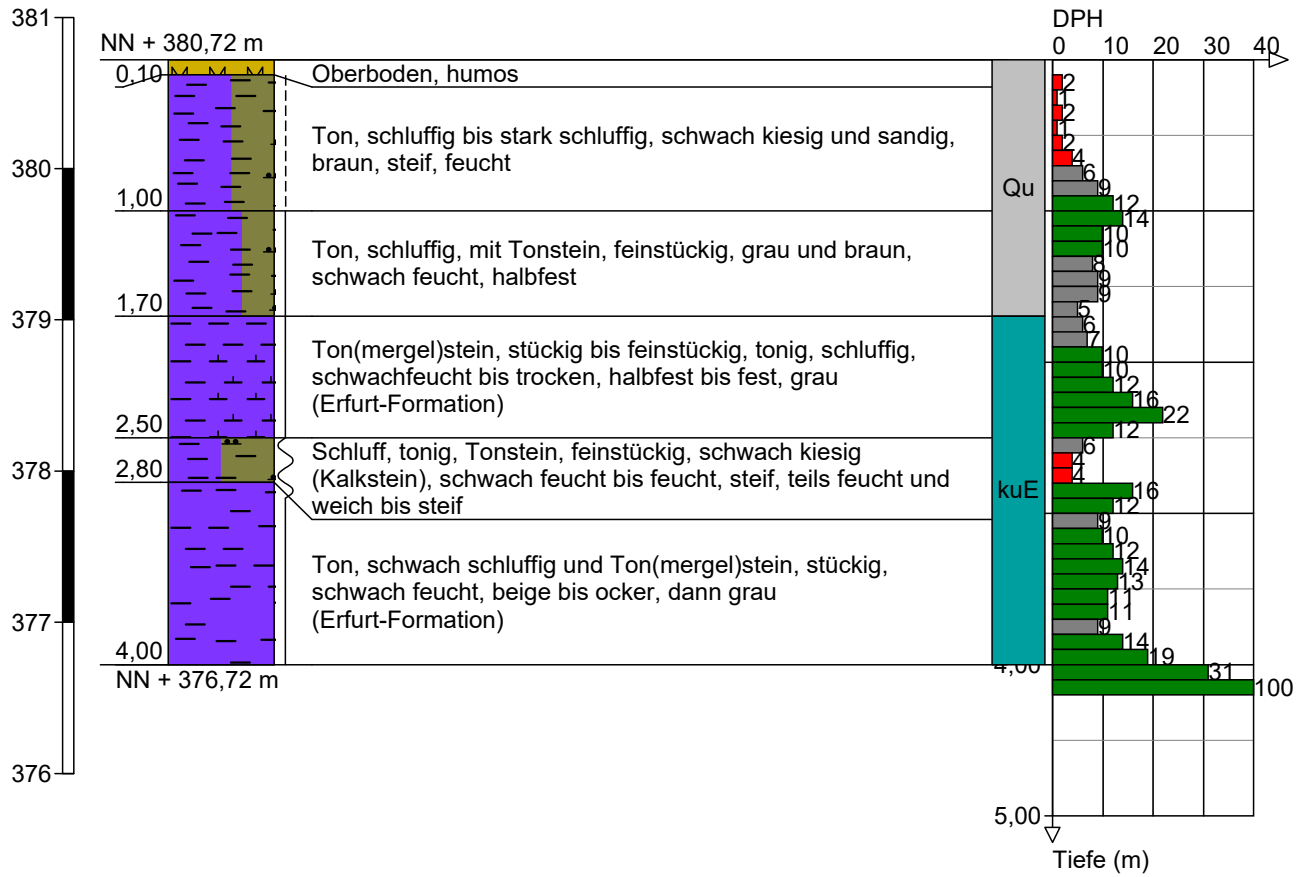 381
380
379
378
377
376
NN + 380,72 m
0,10
Oberboden, humos
Ton, schluffig bis stark schluffig, schwach kiesig und sandig,
braun, steif, feucht
1,00
Ton, schluffig, mit Tonstein, feinstückig, grau und braun,
schwach feucht, halbfest
1,70
Ton(mergel)stein, stückig bis feinstückig, tonig, schluffig,
schwachfeucht bis trocken, halbfest bis fest, grau
(Erfurt-Formation)
2,50
Schluff, tonig, Tonstein, feinstückig, schwach kiesig
(Kalkstein), schwach feucht bis feucht, steif, teils feucht und
weich bis steif
2,80
Ton, schwach schluffig und Ton(mergel)stein, stückig,
schwach feucht, beige bis ocker, dann grau
(Erfurt-Formation)
4,00
NN + 376,72 m
Qu
kuE
DPH
0 10 20 30 40
2
1
2
1
2
4
6
9
12
14
10
10
8
9
9
5
6
7
10
10
12
16
22
12
6
4
4
16
12
9
10
12
14
13
11
11
9
14
19
31
100
4,00
5,00
Tiefe (m)